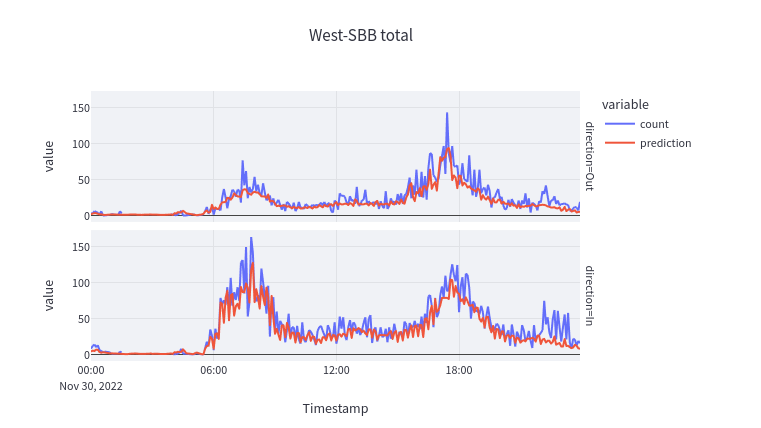 West-SBB total
variable
count
prediction
150
100
50
0
value
direction=Out
150
100
50
0
value
direction=In
00:00
Nov 30, 2022
06:00
12:00
18:00
Timestamp